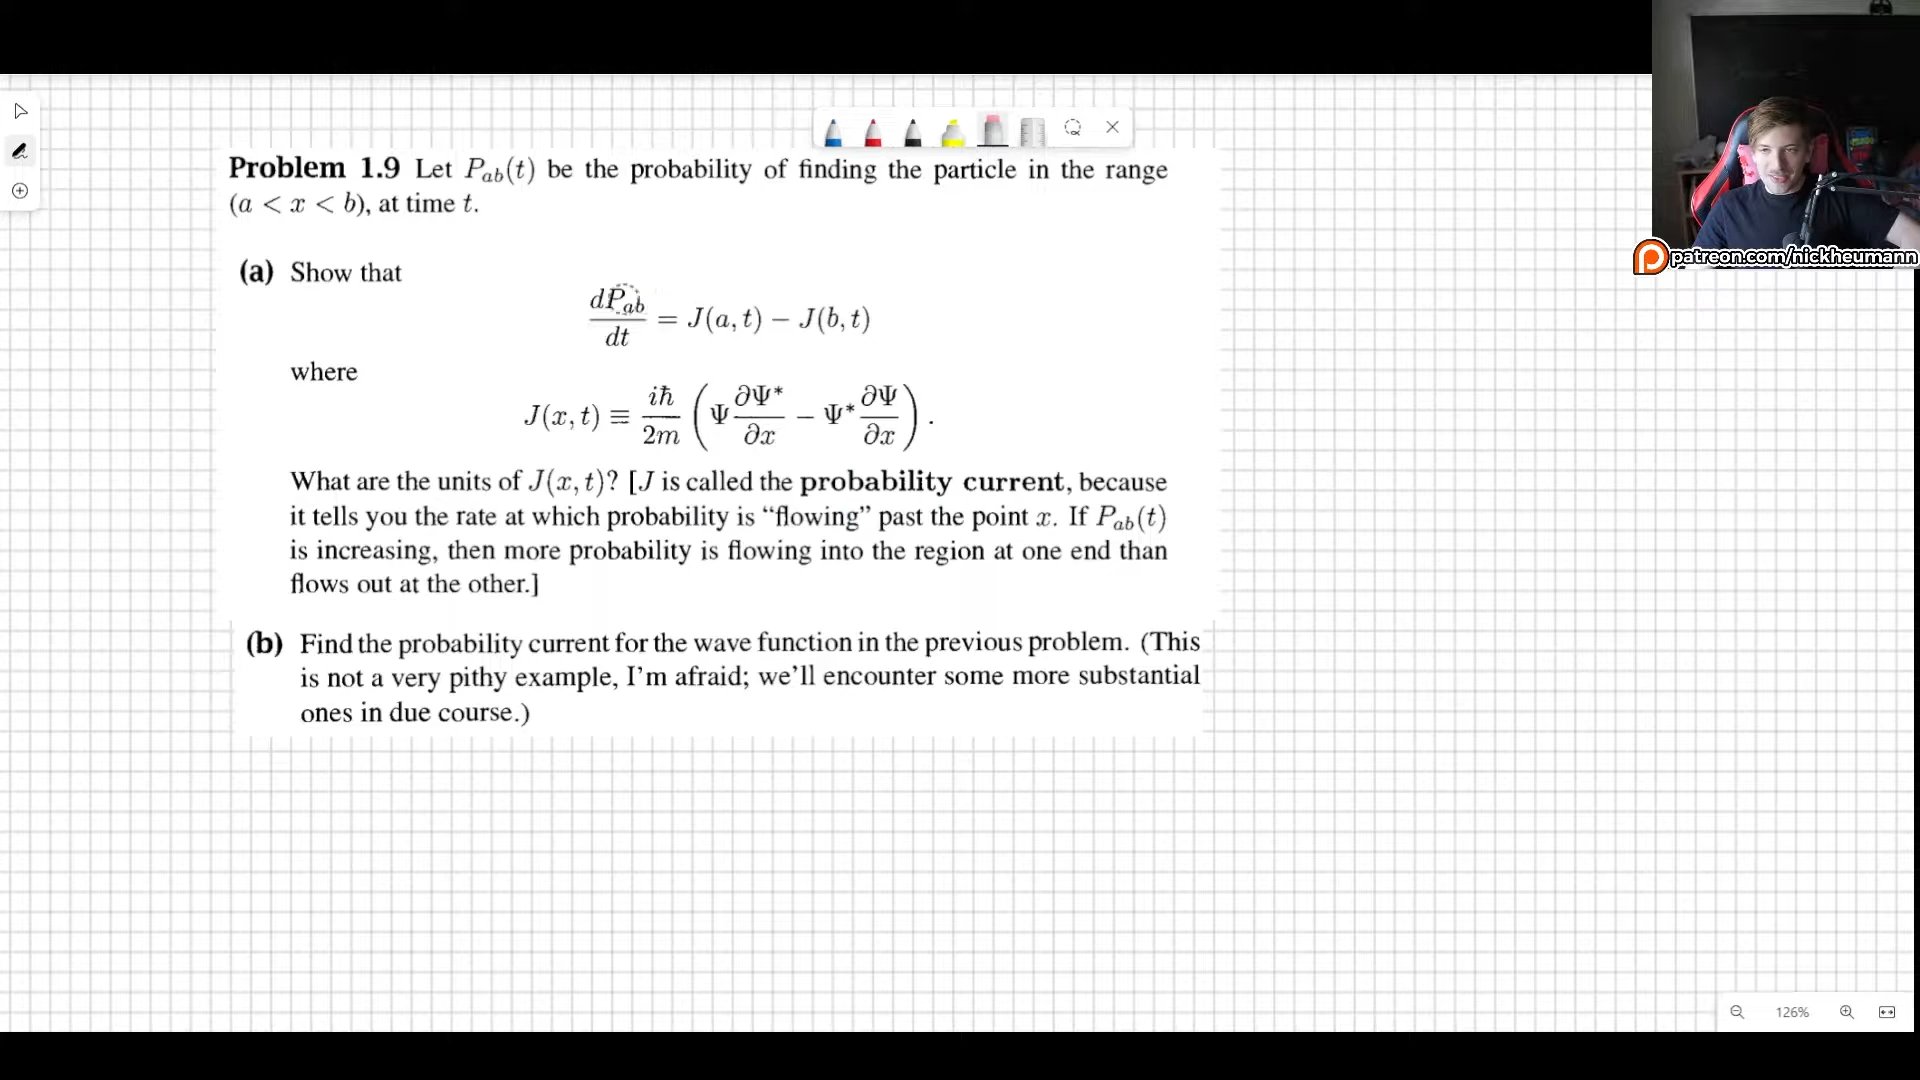 patreon.com/nickheumann
Problem 1.9 Let P_ab(t) be the probability of finding the particle in the range
(a < x < b), at time t.
(a) Show that
dP_ab/dt = J(a, t) − J(b, t)
where
J(x, t) ≡ iħ/2m (Ψ ∂Ψ*/∂x − Ψ* ∂Ψ/∂x).
What are the units of J(x, t)? [J is called the probability current, because
it tells you the rate at which probability is “flowing” past the point x. If P_ab(t)
is increasing, then more probability is flowing into the region at one end than
flows out at the other.]
(b) Find the probability current for the wave function in the previous problem. (This
is not a very pithy example, I’m afraid; we’ll encounter some more substantial
ones in due course.)
126%